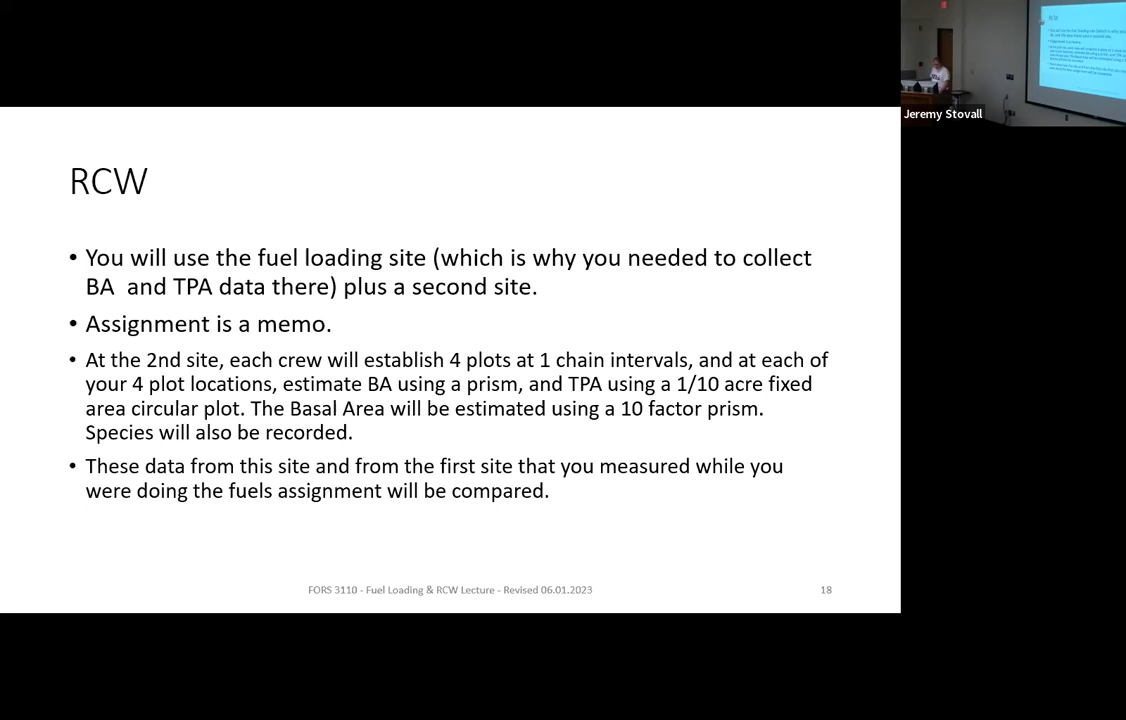 RCW
• You will use the fuel loading site (which is why you needed to collect
BA and TPA data there) plus a second site.
• Assignment is a memo.
• At the 2nd site, each crew will establish 4 plots at 1 chain intervals, and at each of
your 4 plot locations, estimate BA using a prism, and TPA using a 1/10 acre fixed
area circular plot. The Basal Area will be estimated using a 10 factor prism.
Species will also be recorded.
• These data from this site and from the first site that you measured while you
were doing the fuels assignment will be compared.
FORS 3110 - Fuel Loading & RCW Lecture - Revised 06.01.2023
18
Jeremy Stovall